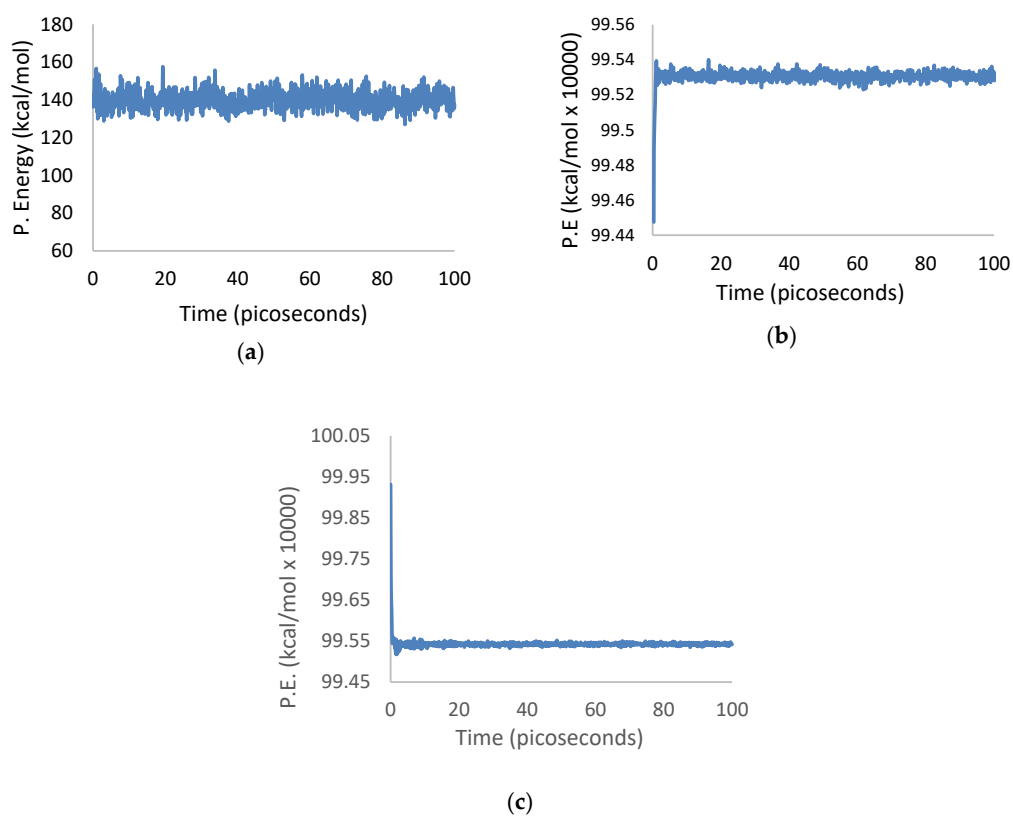 180
160
140
120
100
80
60
P. Energy (kcal/mol)
0 20 40 60 80 100
Time (picoseconds)
(a)
99.56
99.54
99.52
99.5
99.48
99.46
99.44
P.E (kcal/mol x 10000)
0 20 40 60 80 100
Time (picoseconds)
(b)
100.05
99.95
99.85
99.75
99.65
99.55
99.45
P.E. (kcal/mol x 10000)
0 20 40 60 80 100
Time (picoseconds)
(c)